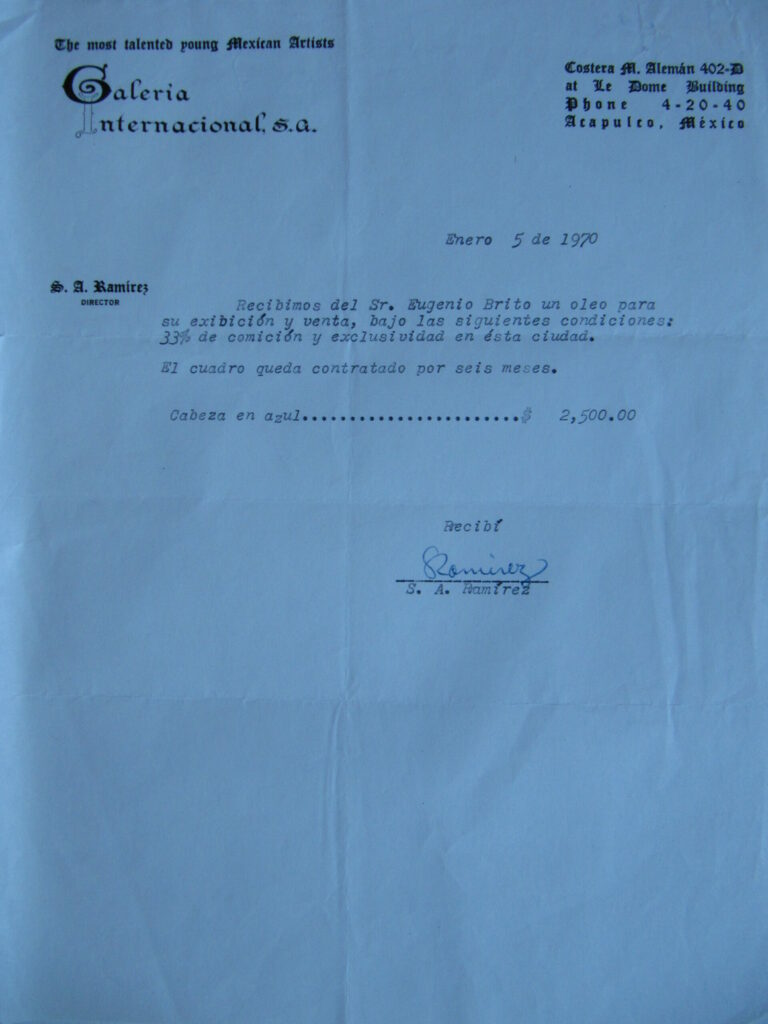 The most talented young Mexican Artists
Galeria
Internacional, S.A.
Costera M. Alemán 402-D
at Le Dome Building
Phone 4-20-40
Acapulco, México
Enero 5 de 1970
S. A. Ramirez
DIRECTOR
Recibimos del Sr. Eugenio Brito un oleo para
su exibición y venta, bajo las siguientes condiciones:
33% de comición y exclusividad en ésta ciudad.
El cuadro queda contratado por seis meses.
Cabeza en azul........................$ 2,500.00
Recibí
SRamirez
S. A. Ramírez